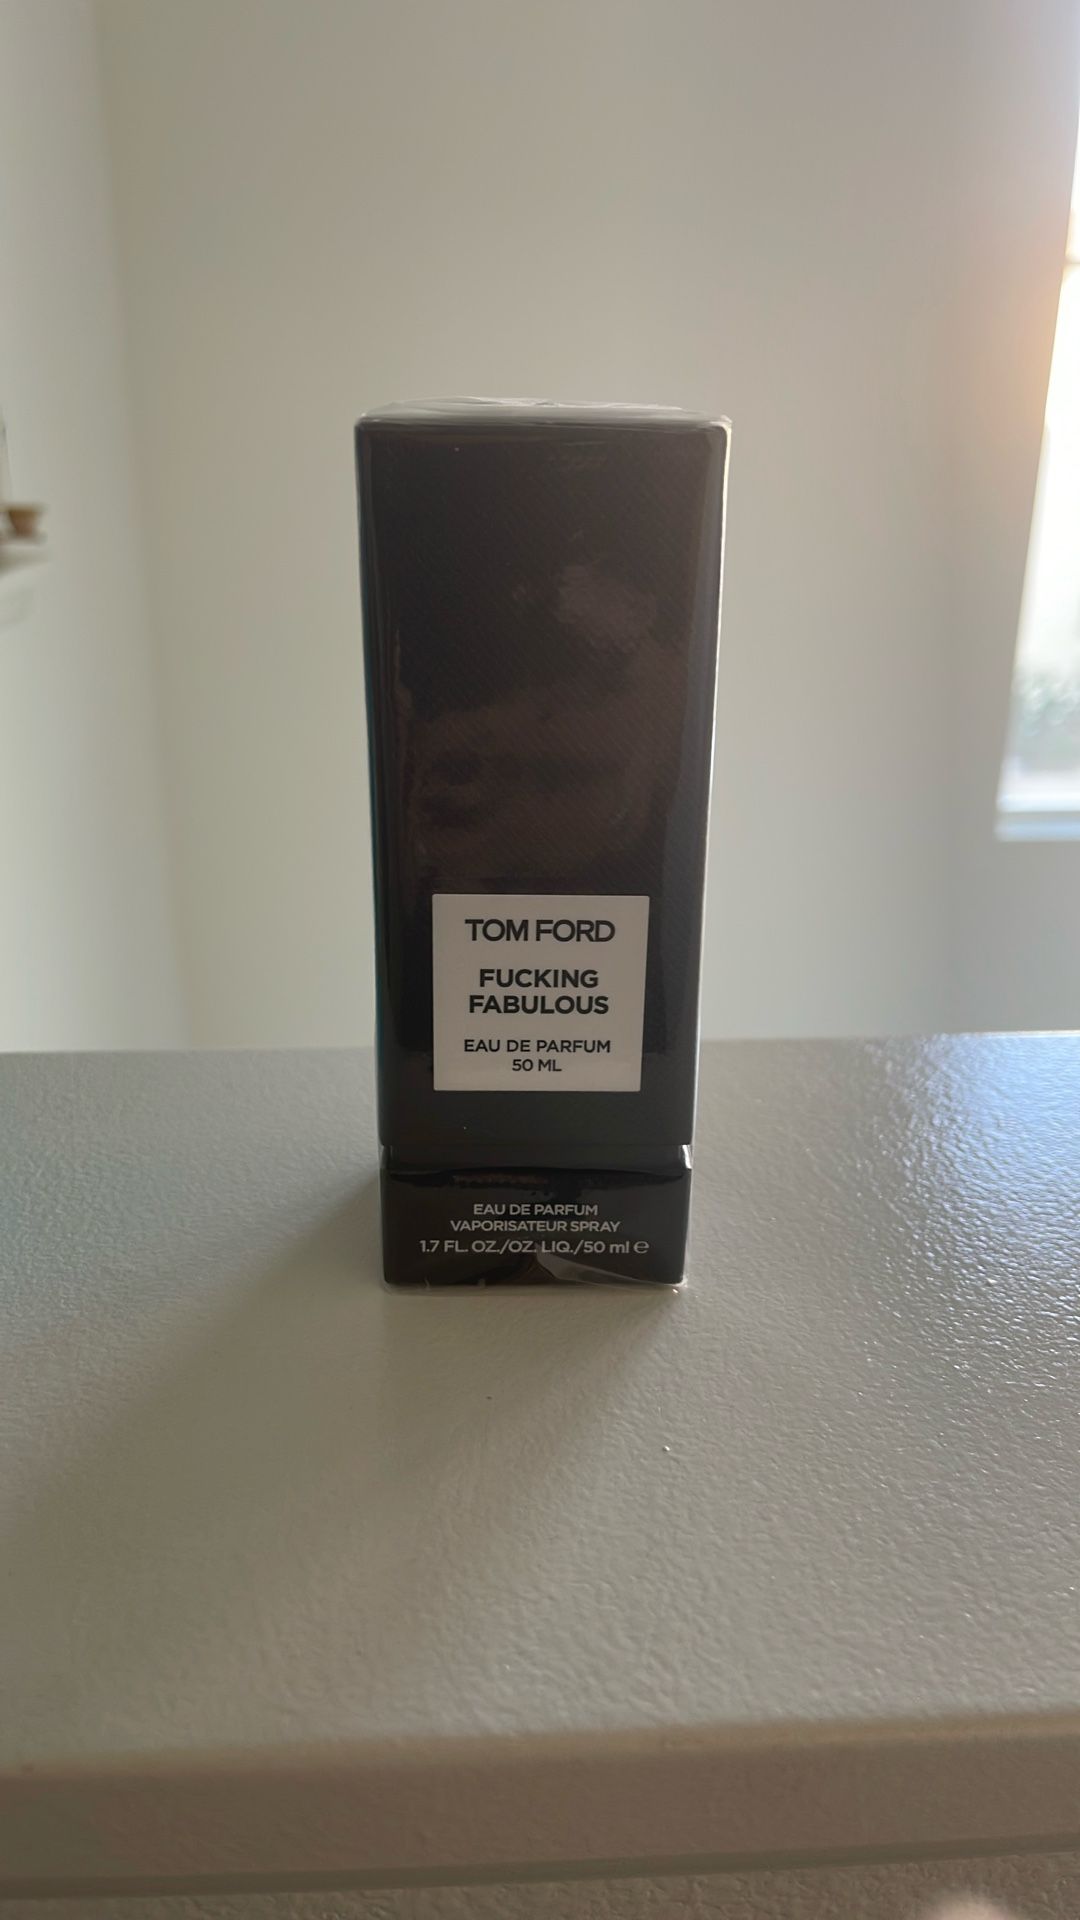 TOM FORD
FUCKING
FABULOUS
EAU DE PARFUM
50 ML
EAU DE PARFUM
VAPORISATEUR SPRAY
1.7 FL. OZ./OZ. LIQ./50 ml ℮